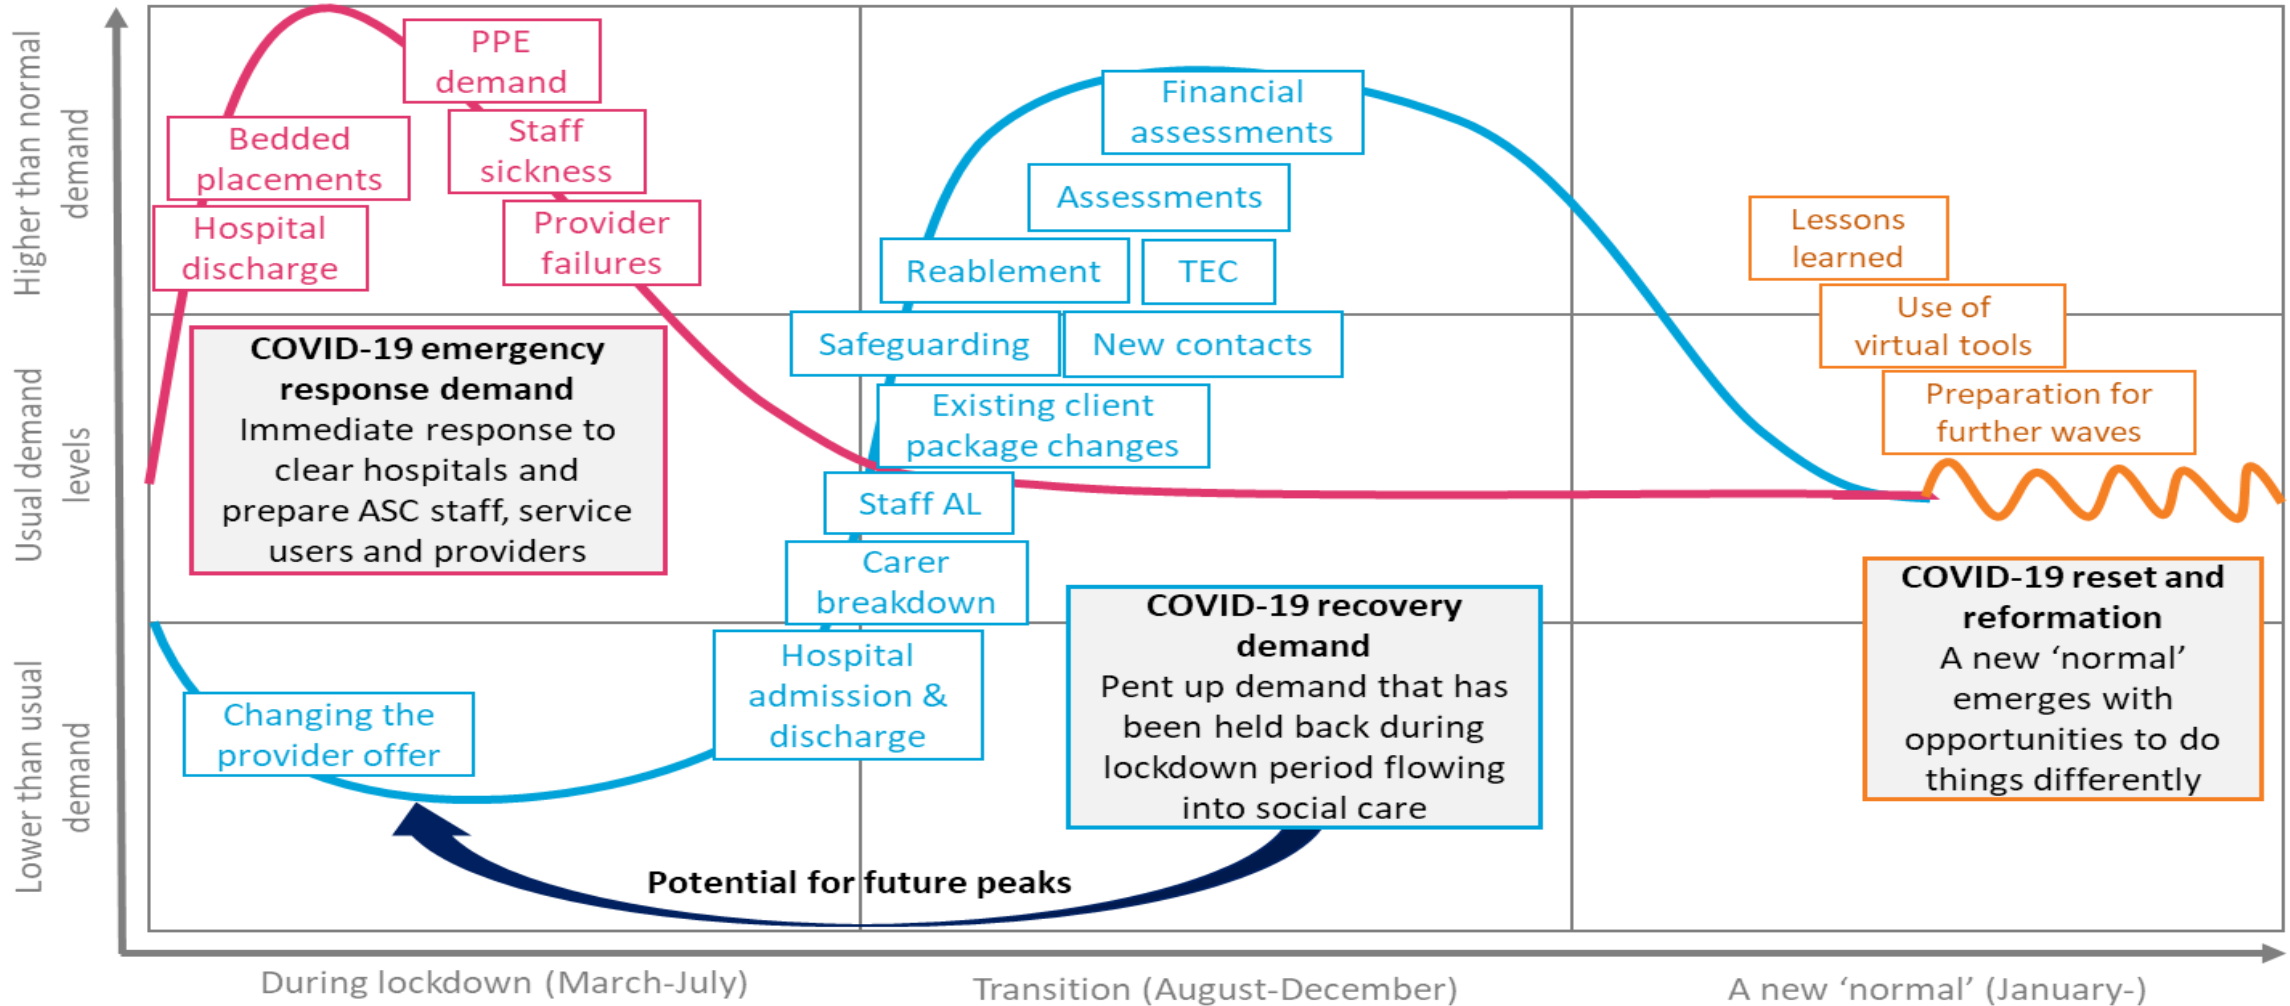 Higher than normal
demand
Usual demand
levels
Lower than usual
demand
PPE
demand
Bedded
placements
Staff
sickness
Hospital
discharge
Provider
failures
COVID-19 emergency
response demand
Immediate response to
clear hospitals and
prepare ASC staff, service
users and providers
Changing the
provider offer
Financial
assessments
Assessments
Reablement
TEC
Safeguarding
New contacts
Existing client
package changes
Staff AL
Carer
breakdown
Hospital
admission &
discharge
COVID-19 recovery
demand
Pent up demand that has
been held back during
lockdown period flowing
into social care
Potential for future peaks
Lessons
learned
Use of
virtual tools
Preparation for
further waves
COVID-19 reset and
reformation
A new ‘normal’
emerges with
opportunities to do
things differently
During lockdown (March-July)
Transition (August-December)
A new ‘normal’ (January-)